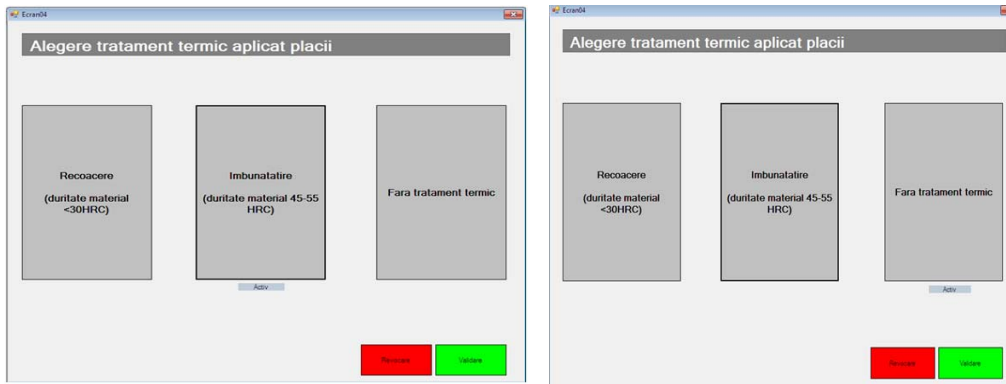 Ecran04
Alegere tratament termic aplicat placii
Recoacere
(duritate material
<30HRC)
Imbunatatire
(duritate material 45-55
HRC)
Fara tratament termic
Activ
Revocare
Validare
Ecran04
Alegere tratament termic aplicat placii
Recoacere
(duritate material
<30HRC)
Imbunatatire
(duritate material 45-55
HRC)
Fara tratament termic
Activ
Revocare
Validare